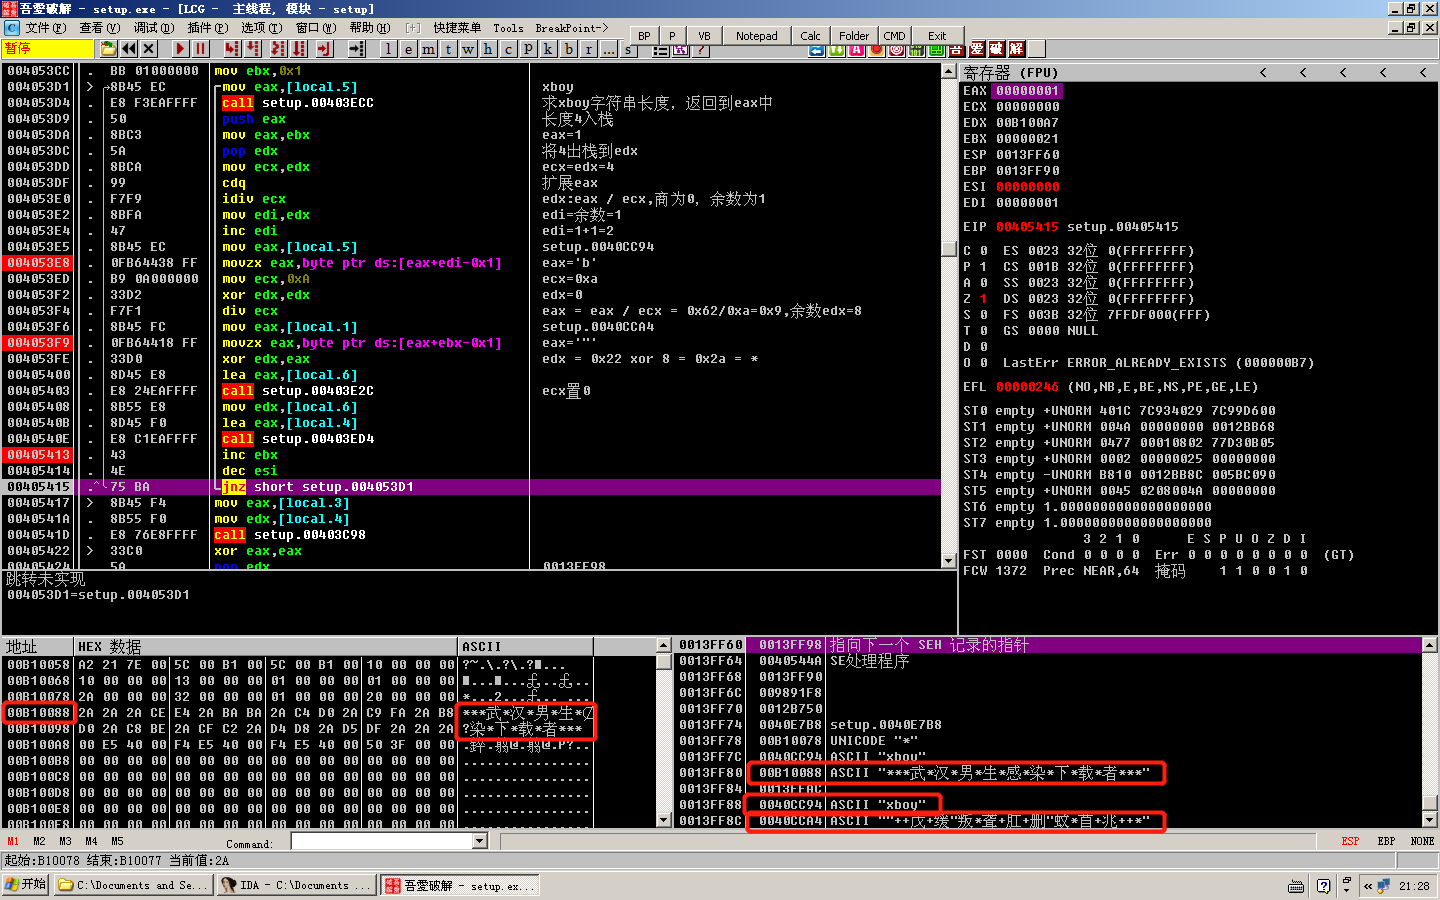 吾爱破解 - setup.exe - [LCG - 主线程, 模块 - setup]
文件(F) 查看(V) 调试(D) 插件(P) 选项(T) 窗口(W) 帮助(H) [+] 快捷菜单 Tools BreakPoint->
BP P VB Notepad Calc Folder CMD Exit
暂停 l e m t w h c p k b r ... s
004053CC . BB 01000000 mov ebx,0x1
004053D1 > 8B45 EC mov eax,[local.5] xboy
004053D4 . E8 F3EAFFFF call setup.00403ECC 求xboy字符串长度, 返回到eax中
004053D9 . 50 push eax 长度4入栈
004053DA . 8BC3 mov eax,ebx eax=1
004053DC . 5A pop edx 将4出栈到edx
004053DD . 8BCA mov ecx,edx ecx=edx=4
004053DF . 99 cdq 扩展eax
004053E0 . F7F9 idiv ecx edx:eax / ecx,商为0, 余数为1
004053E2 . 8BFA mov edi,edx edi=余数=1
004053E4 . 47 inc edi edi=1+1=2
004053E5 . 8B45 EC mov eax,[local.5] setup.0040CC94
004053E8 . 0FB64438 FF movzx eax,byte ptr ds:[eax+edi-0x1] eax='b'
004053ED . B9 0A000000 mov ecx,0xA ecx=0xa
004053F2 . 33D2 xor edx,edx edx=0
004053F4 . F7F1 div ecx eax = eax / ecx = 0x62/0xa=0x9,余数edx=8
004053F6 . 8B45 FC mov eax,[local.1] setup.0040CCA4
004053F9 . 0FB64418 FF movzx eax,byte ptr ds:[eax+ebx-0x1] eax='"'
004053FE . 33D0 xor edx,eax edx = 0x22 xor 8 = 0x2a = *
00405400 . 8D45 E8 lea eax,[local.6]
00405403 . E8 24EAFFFF call setup.00403E2C ecx置0
00405408 . 8B55 E8 mov edx,[local.6]
0040540B . 8D45 F0 lea eax,[local.4]
0040540E . E8 C1EAFFFF call setup.00403ED4
00405413 . 43 inc ebx
00405414 . 4E dec esi
00405415 .^ 75 BA jnz short setup.004053D1
00405417 > 8B45 F4 mov eax,[local.3]
0040541A . 8B55 F0 mov edx,[local.4]
0040541D . E8 76E8FFFF call setup.00403C98
00405422 > 33C0 xor eax,eax
00405424 . 5A pop edx 0013FF98
跳转未实现
004053D1=setup.004053D1
寄存器 (FPU) < < < < <
EAX 00000001
ECX 00000000
EDX 00B100A7
EBX 00000021
ESP 0013FF60
EBP 0013FF90
ESI 00000000
EDI 00000001
EIP 00405415 setup.00405415
C 0 ES 0023 32位 0(FFFFFFFF)
P 1 CS 001B 32位 0(FFFFFFFF)
A 0 SS 0023 32位 0(FFFFFFFF)
Z 1 DS 0023 32位 0(FFFFFFFF)
S 0 FS 003B 32位 7FFDF000(FFF)
T 0 GS 0000 NULL
D 0
O 0 LastErr ERROR_ALREADY_EXISTS (000000B7)
EFL 00000246 (NO,NB,E,BE,NS,PE,GE,LE)
ST0 empty +UNORM 401C 7C934029 7C99D600
ST1 empty +UNORM 004A 00000000 0012BB68
ST2 empty +UNORM 0477 00010802 77D30B05
ST3 empty +UNORM 0002 00000025 00000000
ST4 empty -UNORM B810 0012BB8C 005BC090
ST5 empty +UNORM 0045 0208004A 00000000
ST6 empty 1.0000000000000000000
ST7 empty 1.0000000000000000000
3 2 1 0 E S P U O Z D I
FST 0000 Cond 0 0 0 0 Err 0 0 0 0 0 0 0 0 (GT)
FCW 1372 Prec NEAR,64 掩码 1 1 0 0 1 0
地址 HEX 数据 ASCII
00B10058 A2 21 7E 00 5C 00 B1 00 5C 00 B1 00 10 00 00 00
00B10068 10 00 00 00 13 00 00 00 01 00 00 00 01 00 00 00
00B10078 2A 00 00 00 32 00 00 00 01 00 00 00 20 00 00 00
00B10088 2A 2A 2A CE E4 2A BA BA 2A C4 D0 2A C9 FA 2A B8 ***武*汉*男*生*
00B10098 D0 2A C8 BE 2A CF C2 2A D4 D8 2A D5 DF 2A 2A 2A ?染*下*载*者***
00B100A8 00 E5 40 00 F4 E5 40 00 F4 E5 40 00 50 3F 00 00
00B100B8 00 00 00 00 00 00 00 00 00 00 00 00 00 00 00 00 ................
00B100C8 00 00 00 00 00 00 00 00 00 00 00 00 00 00 00 00 ................
00B100D8 00 00 00 00 00 00 00 00 00 00 00 00 00 00 00 00 ................
00B100E8 00 00 00 00 00 00 00 00 00 00 00 00 00 00 00 00 ................
00B100F8 00 00 00 00 00 00 00 00 00 00 00 00 00 00 00 00 ................
0013FF60 0013FF98 指向下一个 SEH 记录的指针
0013FF64 0040544A SE处理程序
0013FF68 0013FF90
0013FF6C 009891F8
0013FF70 0012B750
0013FF74 0040E7B8 setup.0040E7B8
0013FF78 00B10078 UNICODE "*"
0013FF7C 0040CC94 ASCII "xboy"
0013FF80 00B10088 ASCII "***武*汉*男*生*感*染*下*载*者***"
0013FF84 0013FFAC
0013FF88 0040CC94 ASCII "xboy"
0013FF8C 0040CCA4 ASCII
M1 M2 M3 M4 M5 Command: ESP EBP NONE
起始:B10078 结束:B10077 当前值:2A
开始 C:\Documents and Se... IDA - C:\Documents ... 吾爱破解 - setup.ex... « 21:28